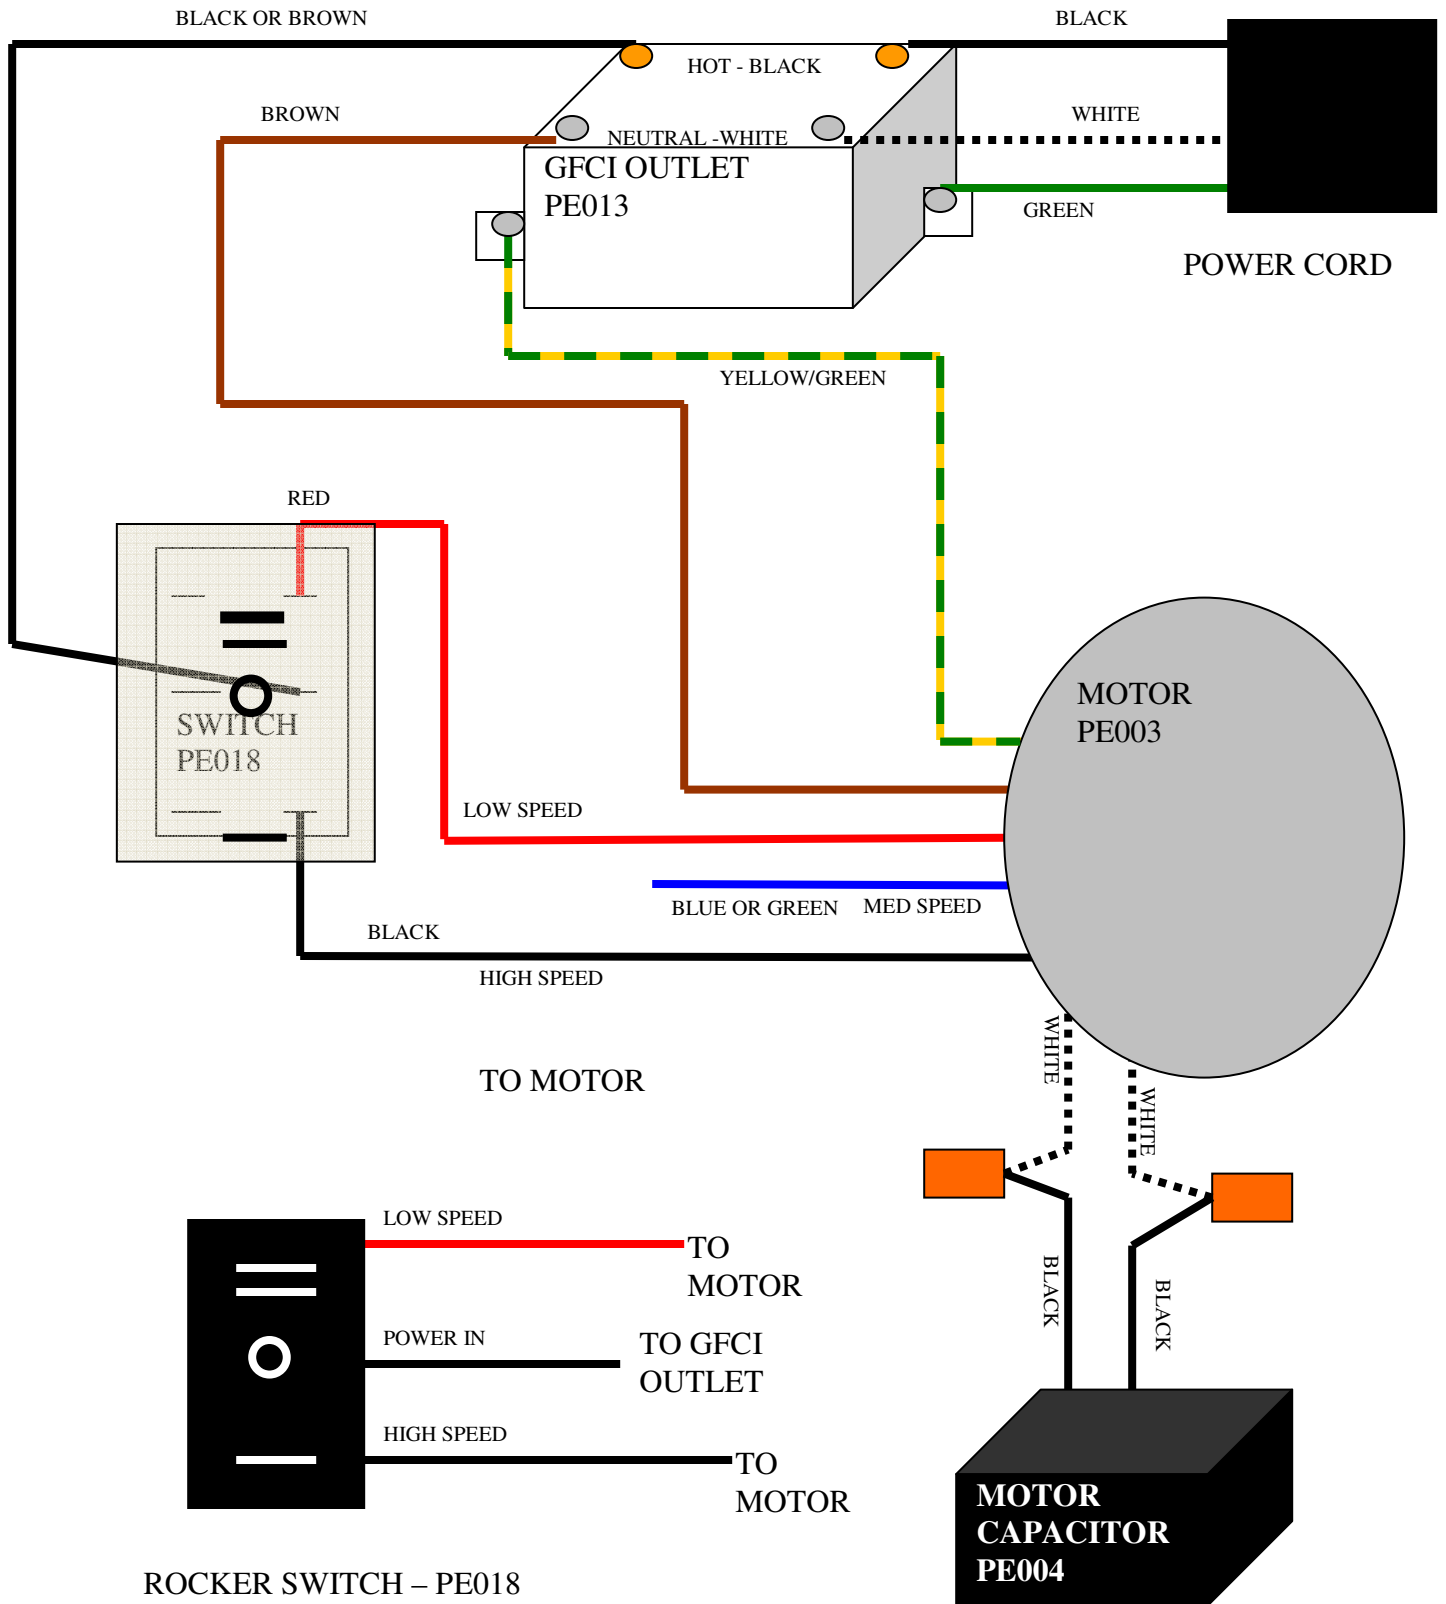 BLACK OR BROWN
BLACK
HOT - BLACK
BROWN
WHITE
NEUTRAL -WHITE
GFCI OUTLET
PE013
GREEN
POWER CORD
YELLOW/GREEN
RED
SWITCH
PE018
MOTOR
PE003
LOW SPEED
BLUE OR GREEN MED SPEED
BLACK
HIGH SPEED
WHITE
WHITE
TO MOTOR
LOW SPEED
TO
MOTOR
POWER IN
TO GFCI
OUTLET
HIGH SPEED
TO
MOTOR
BLACK
BLACK
MOTOR
CAPACITOR
PE004
ROCKER SWITCH – PE018